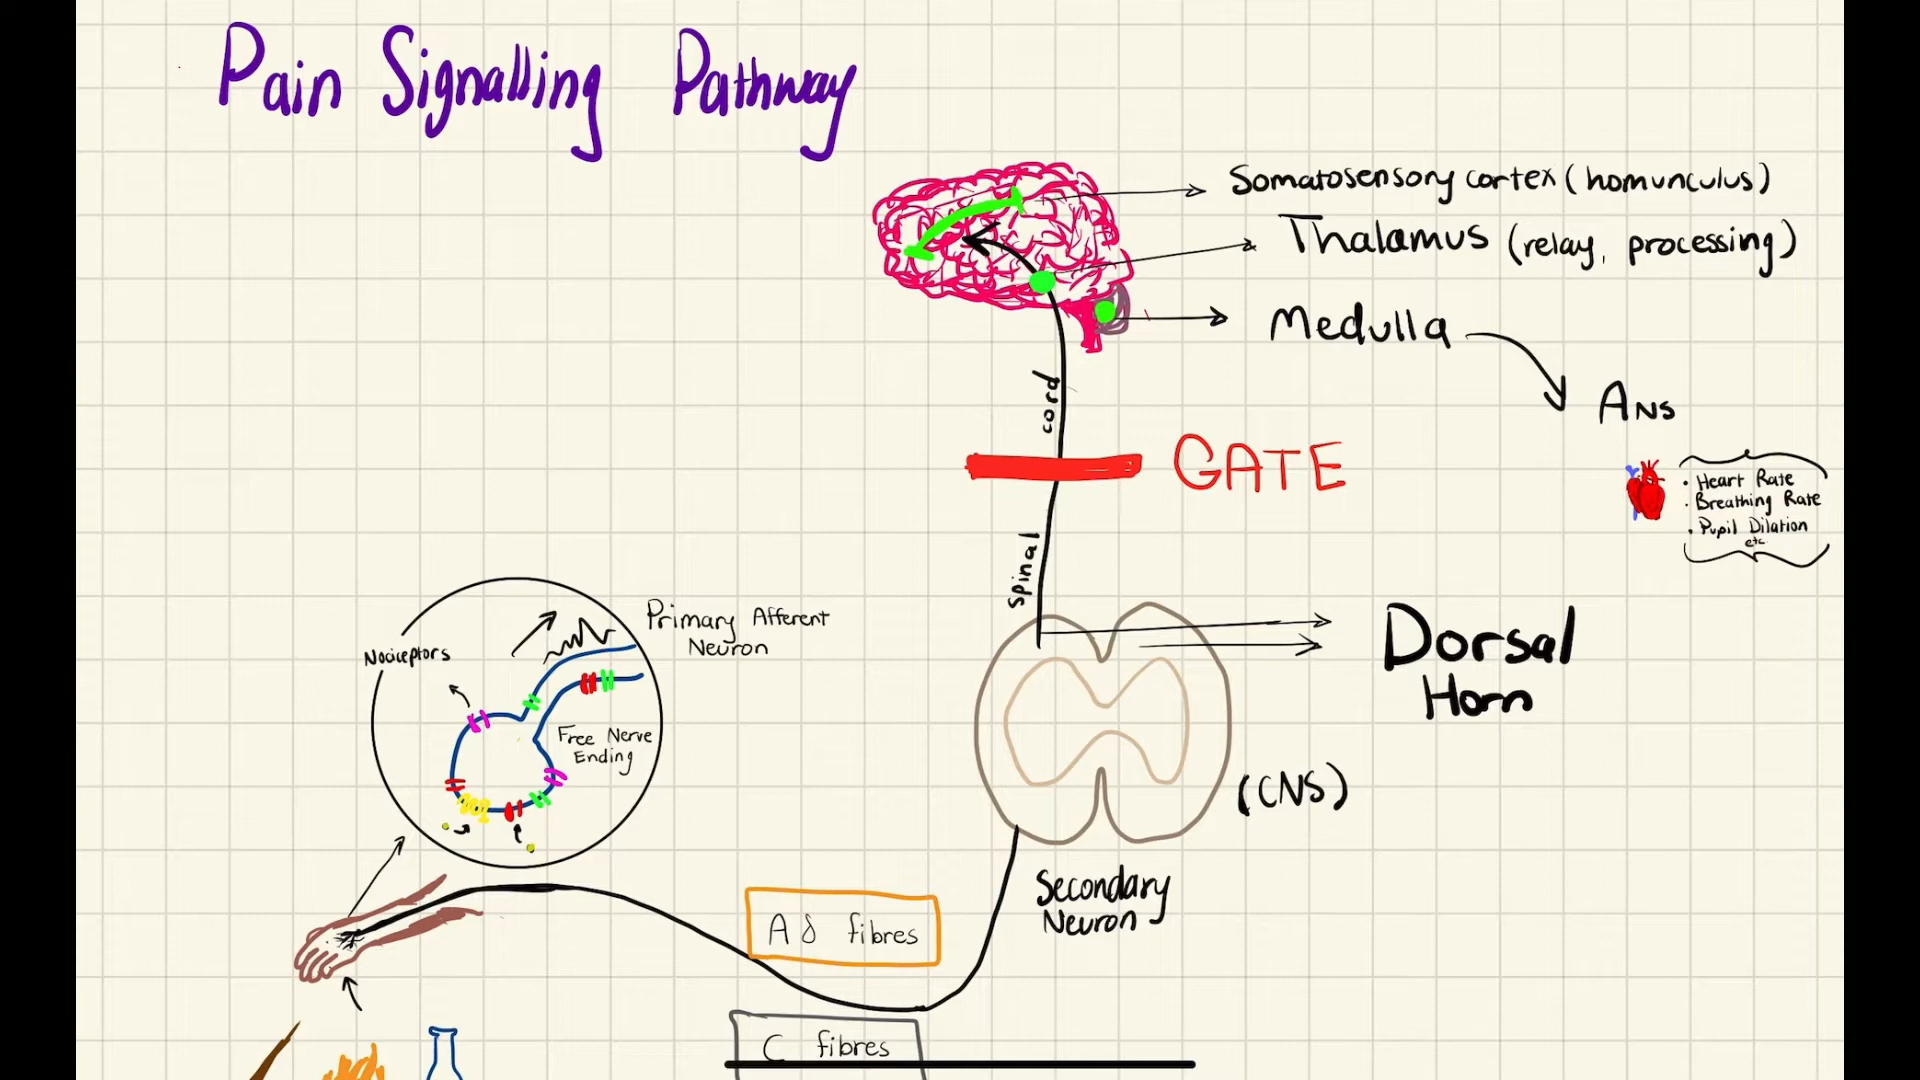 Pain Signalling Pathway
Somatosensory cortex (homunculus)
Thalamus (relay, processing)
Medulla
Ans
cord
GATE
Heart Rate
Breathing Rate
Pupil Dilation
etc.
spinal
Primary Afferent
Neuron
Nociceptors
Free Nerve
Ending
Dorsal
Horn
(CNS)
Secondary
Neuron
Aδ fibres
C fibres